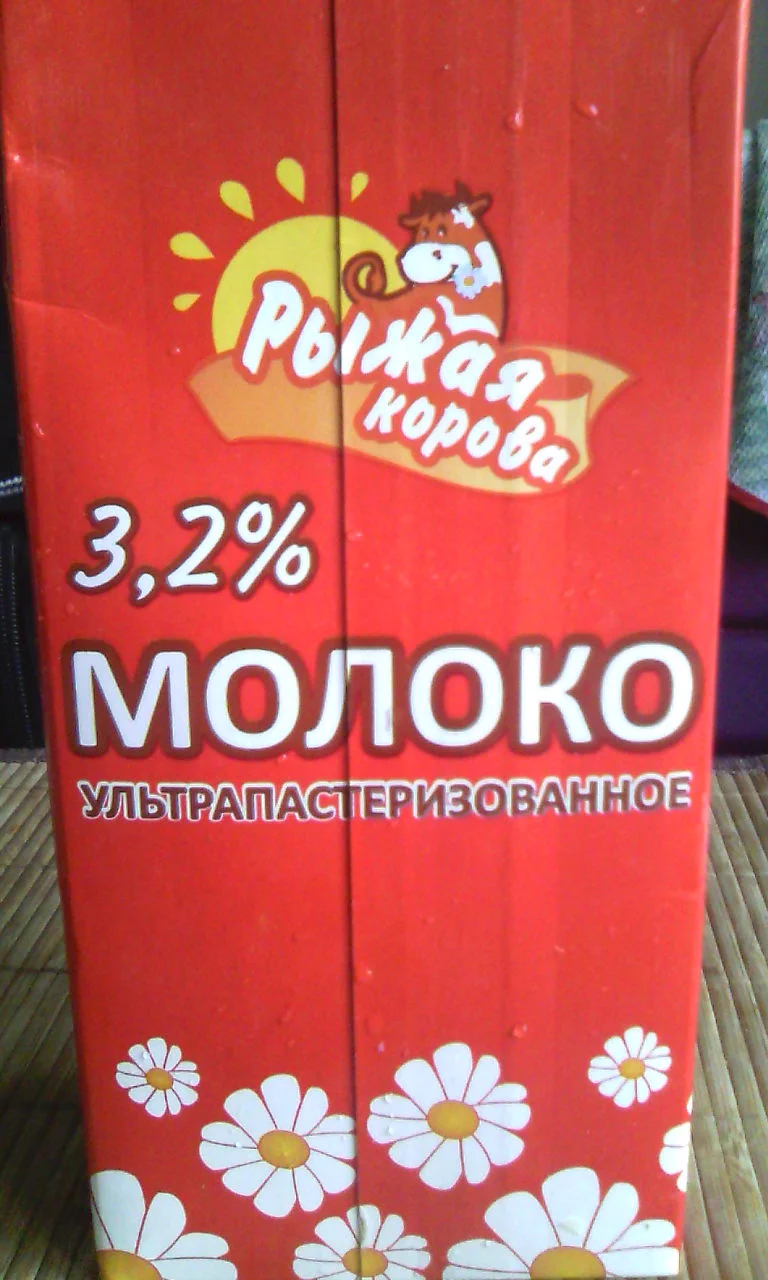 Рыжая
корова
3,2%
МОЛОКО
УЛЬТРАПАСТЕРИЗОВАННОЕ